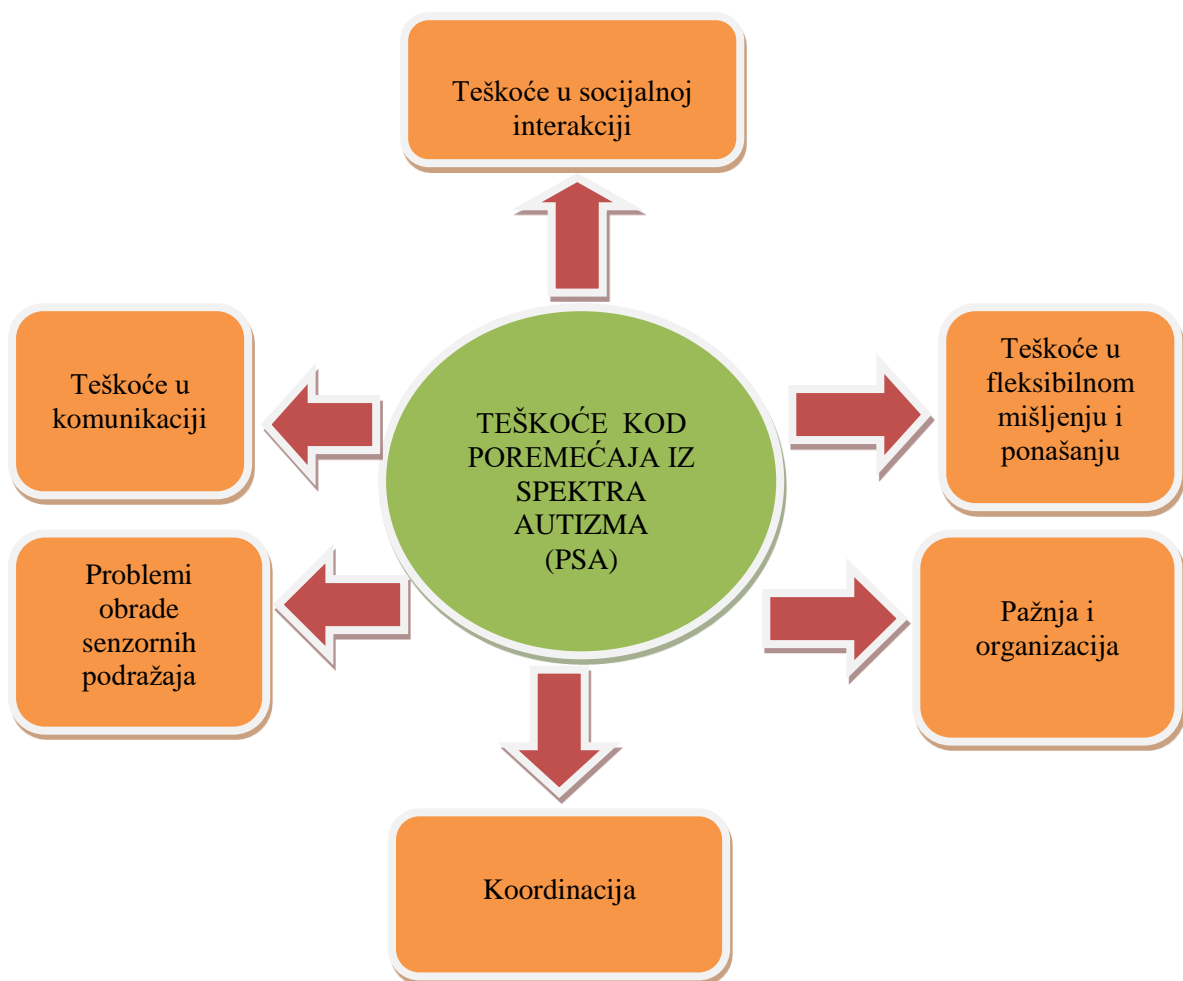 Teškoće u socijalnoj
interakciji
Teškoće u
komunikaciji
TEŠKOĆE KOD
POREMEĆAJA IZ
SPEKTRA
AUTIZMA
(PSA)
Teškoće u
fleksibilnom
mišljenju i
ponašanju
Problemi
obrade
senzornih
podražaja
Pažnja i
organizacija
Koordinacija